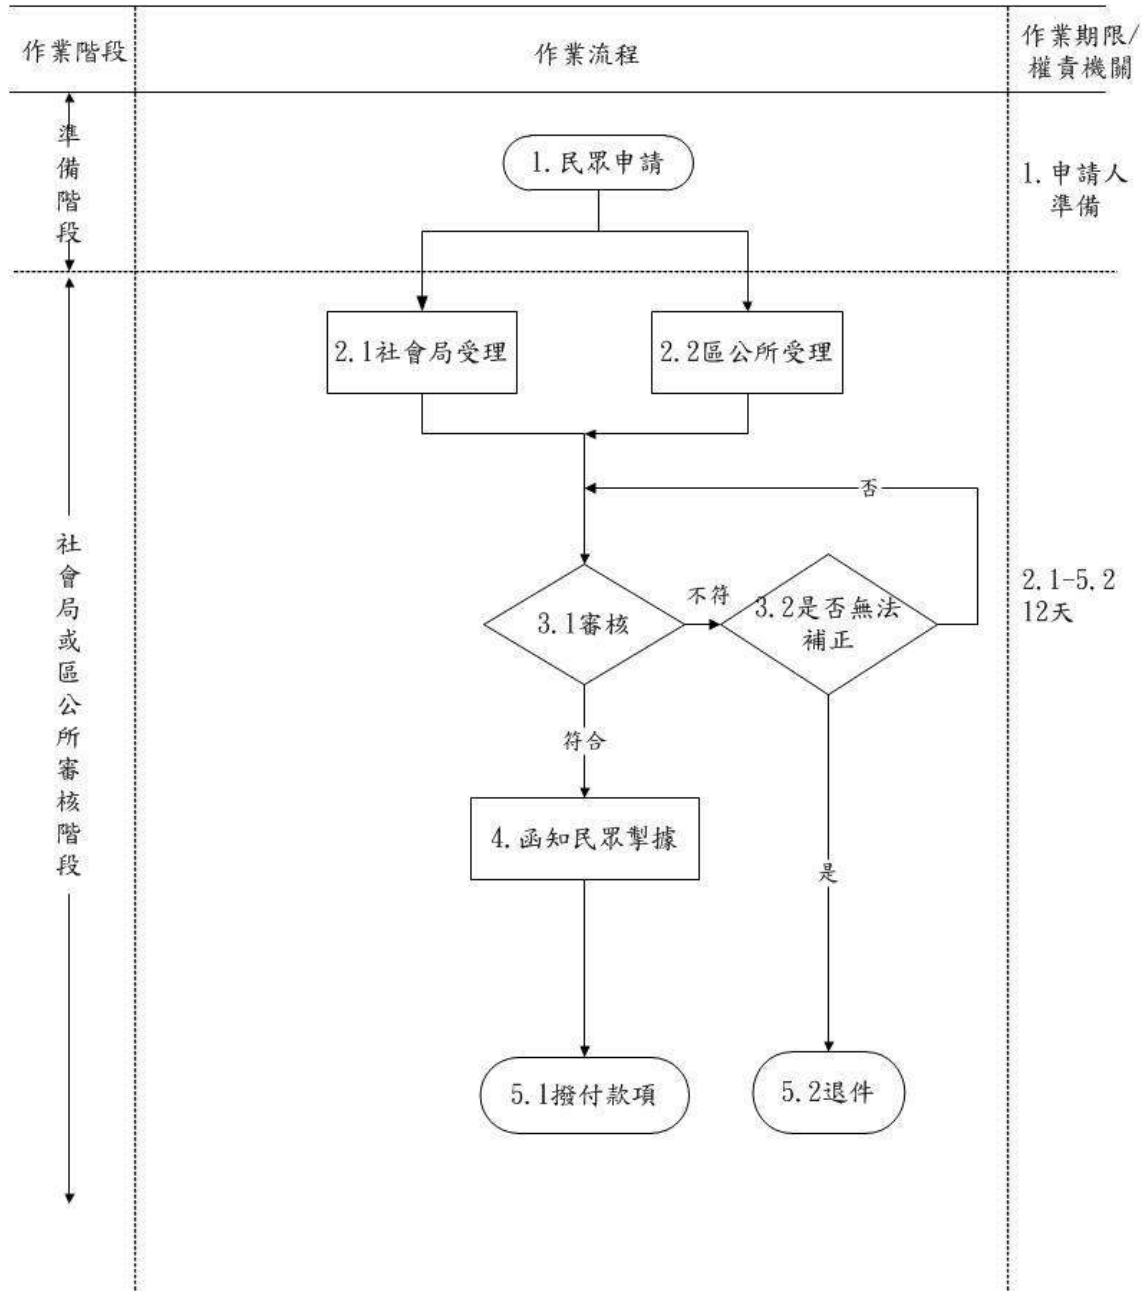 作業階段
作業流程
作業期限/
權責機關
準備階段
1.民眾申請
1.申請人
準備
2.1社會局受理
2.2區公所受理
否
社會局或區公所審核階段
3.1審核
不符
3.2是否無法
補正
2.1-5.2
12天
符合
4.函知民眾掣據
是
5.1撥付款項
5.2退件